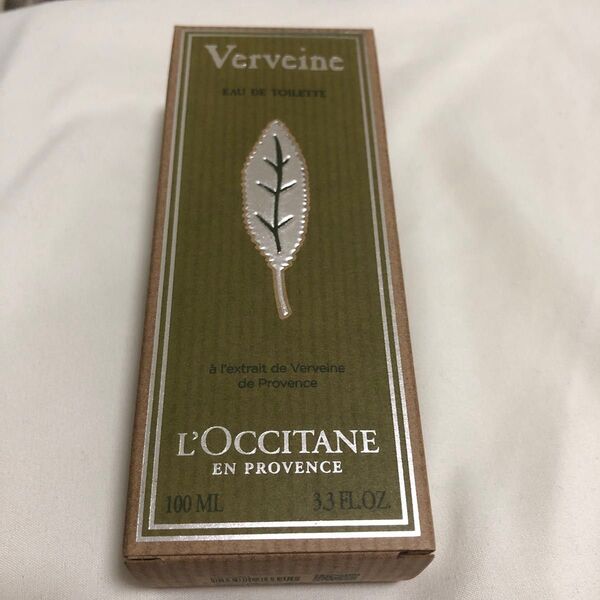 Verveine
EAU DE TOILETTE
à l'extrait de Verveine
de Provence
L'OCCITANE
EN PROVENCE
100 ML 3.3 FL.OZ.